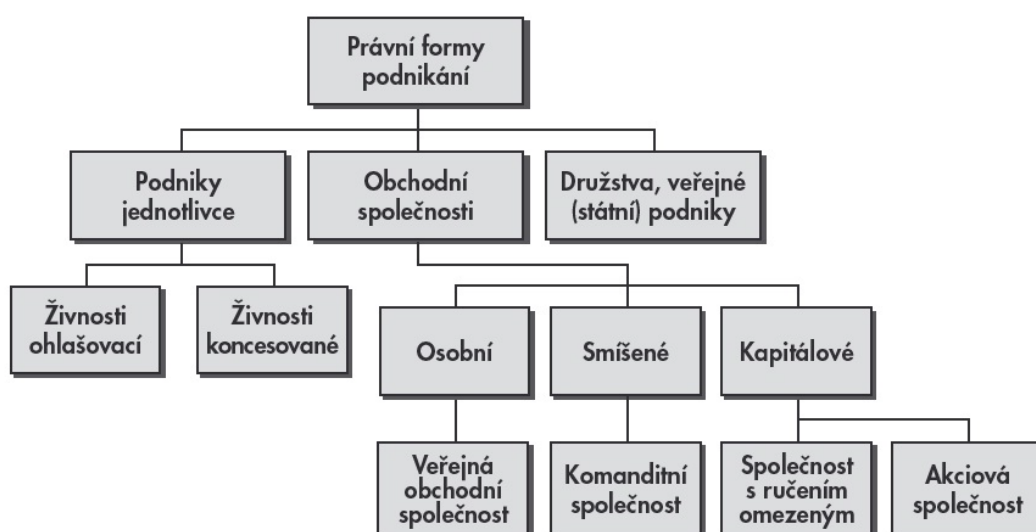 Právní formy
podnikání
Podniky
jednotlivce
Obchodní
společnosti
Družstva, veřejné
(státní) podniky
Živnosti
ohlašovací
Živnosti
koncesované
Osobní
Smíšené
Kapitálové
Veřejná
obchodní
společnost
Komanditní
společnost
Společnost
s ručením
omezeným
Akciová
společnost